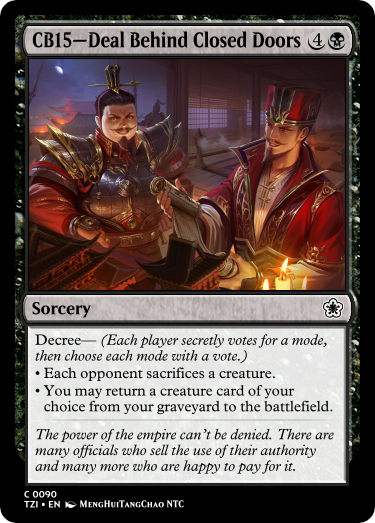 CB15—Deal Behind Closed Doors 4
Sorcery
Decree— (Each player secretly votes for a mode,
then choose each mode with a vote.)
• Each opponent sacrifices a creature.
• You may return a creature card of your
choice from your graveyard to the battlefield.
The power of the empire can't be denied. There are
many officials who sell the use of their authority
and many more who are happy to pay for it.
C 0090
TZI • EN MengHuiTangChao NTC